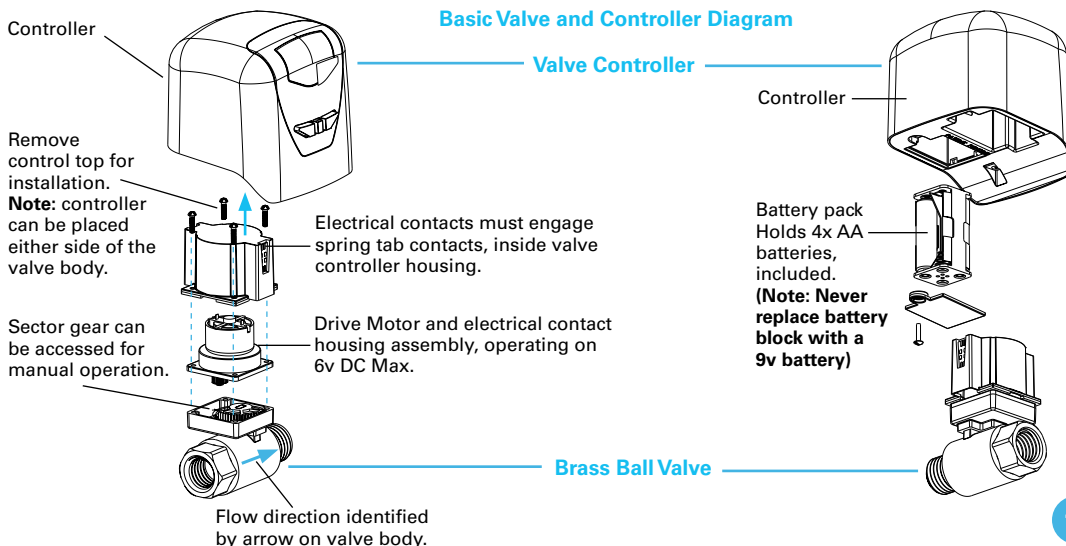 Basic Valve and Controller Diagram
Controller
Valve Controller
Controller
Remove
control top for
installation.
Note: controller
can be placed
either side of the
valve body.
Electrical contacts must engage
spring tab contacts, inside valve
controller housing.
Battery pack
Holds 4x AA
batteries,
included.
(Note: Never
replace battery
block with a
9v battery)
Sector gear can
be accessed for
manual operation.
Drive Motor and electrical contact
housing assembly, operating on
6v DC Max.
Brass Ball Valve
Flow direction identified
by arrow on valve body.